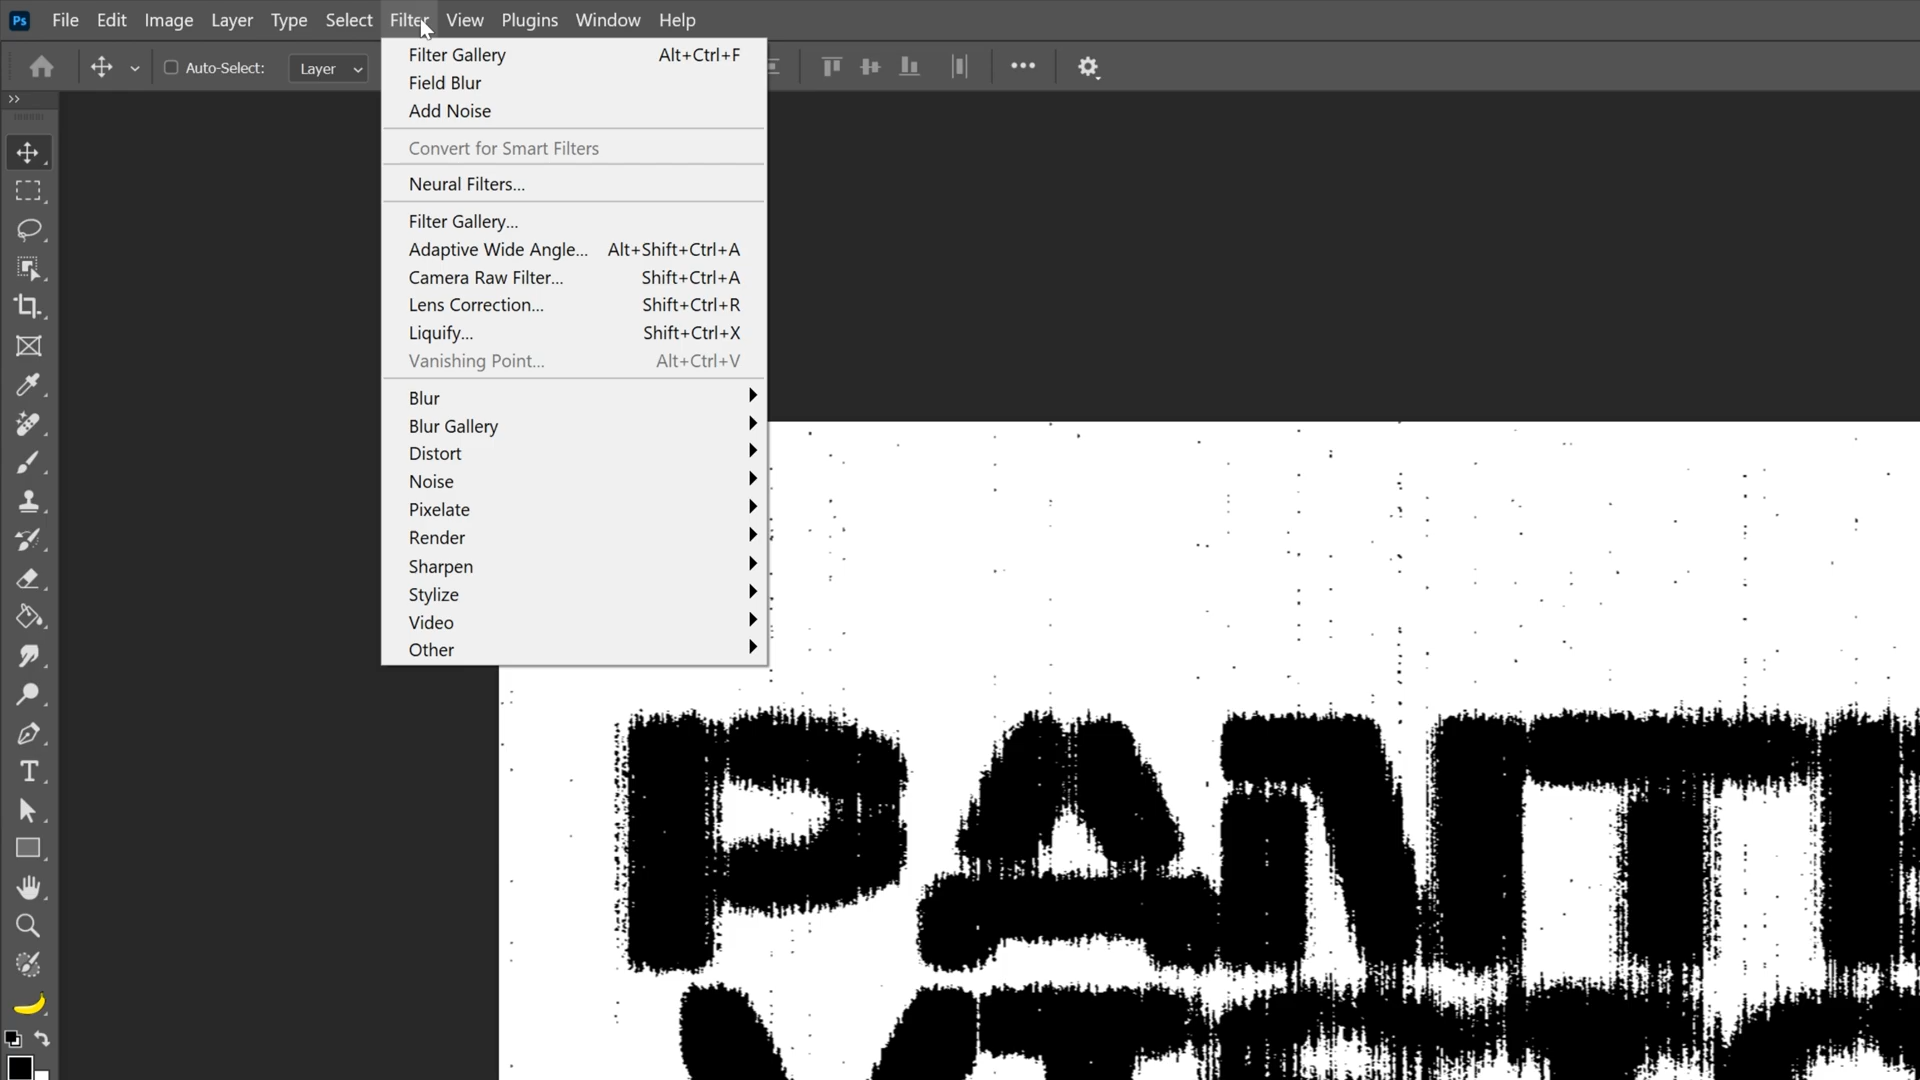 Ps File Edit Image Layer Type Select Filter View Plugins Window Help
Auto-Select: Layer
Filter Gallery Alt+Ctrl+F
Field Blur
Add Noise
Convert for Smart Filters
Neural Filters...
Filter Gallery...
Adaptive Wide Angle... Alt+Shift+Ctrl+A
Camera Raw Filter... Shift+Ctrl+A
Lens Correction... Shift+Ctrl+R
Liquify... Shift+Ctrl+X
Vanishing Point... Alt+Ctrl+V
Blur
Blur Gallery
Distort
Noise
Pixelate
Render
Sharpen
Stylize
Video
Other